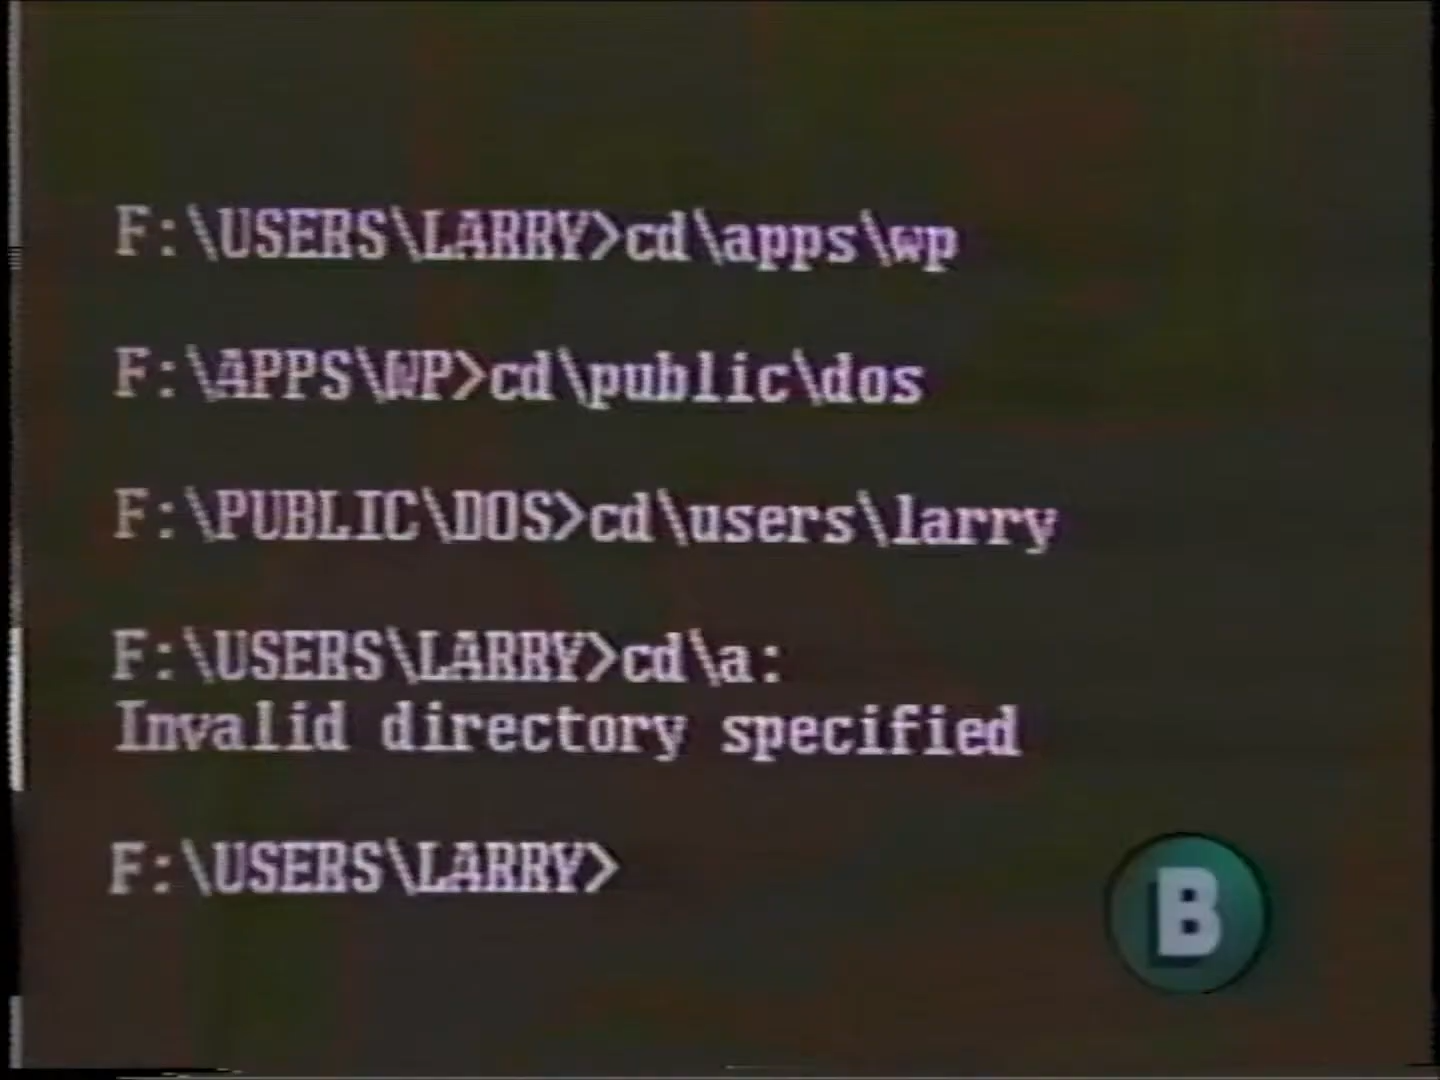 F:\USERS\LARRY>cd\apps\wp
F:\APPS\WP>cd\public\dos
F:\PUBLIC\DOS>cd\users\larry
F:\USERS\LARRY>cd\a:
Invalid directory specified
F:\USERS\LARRY>
B